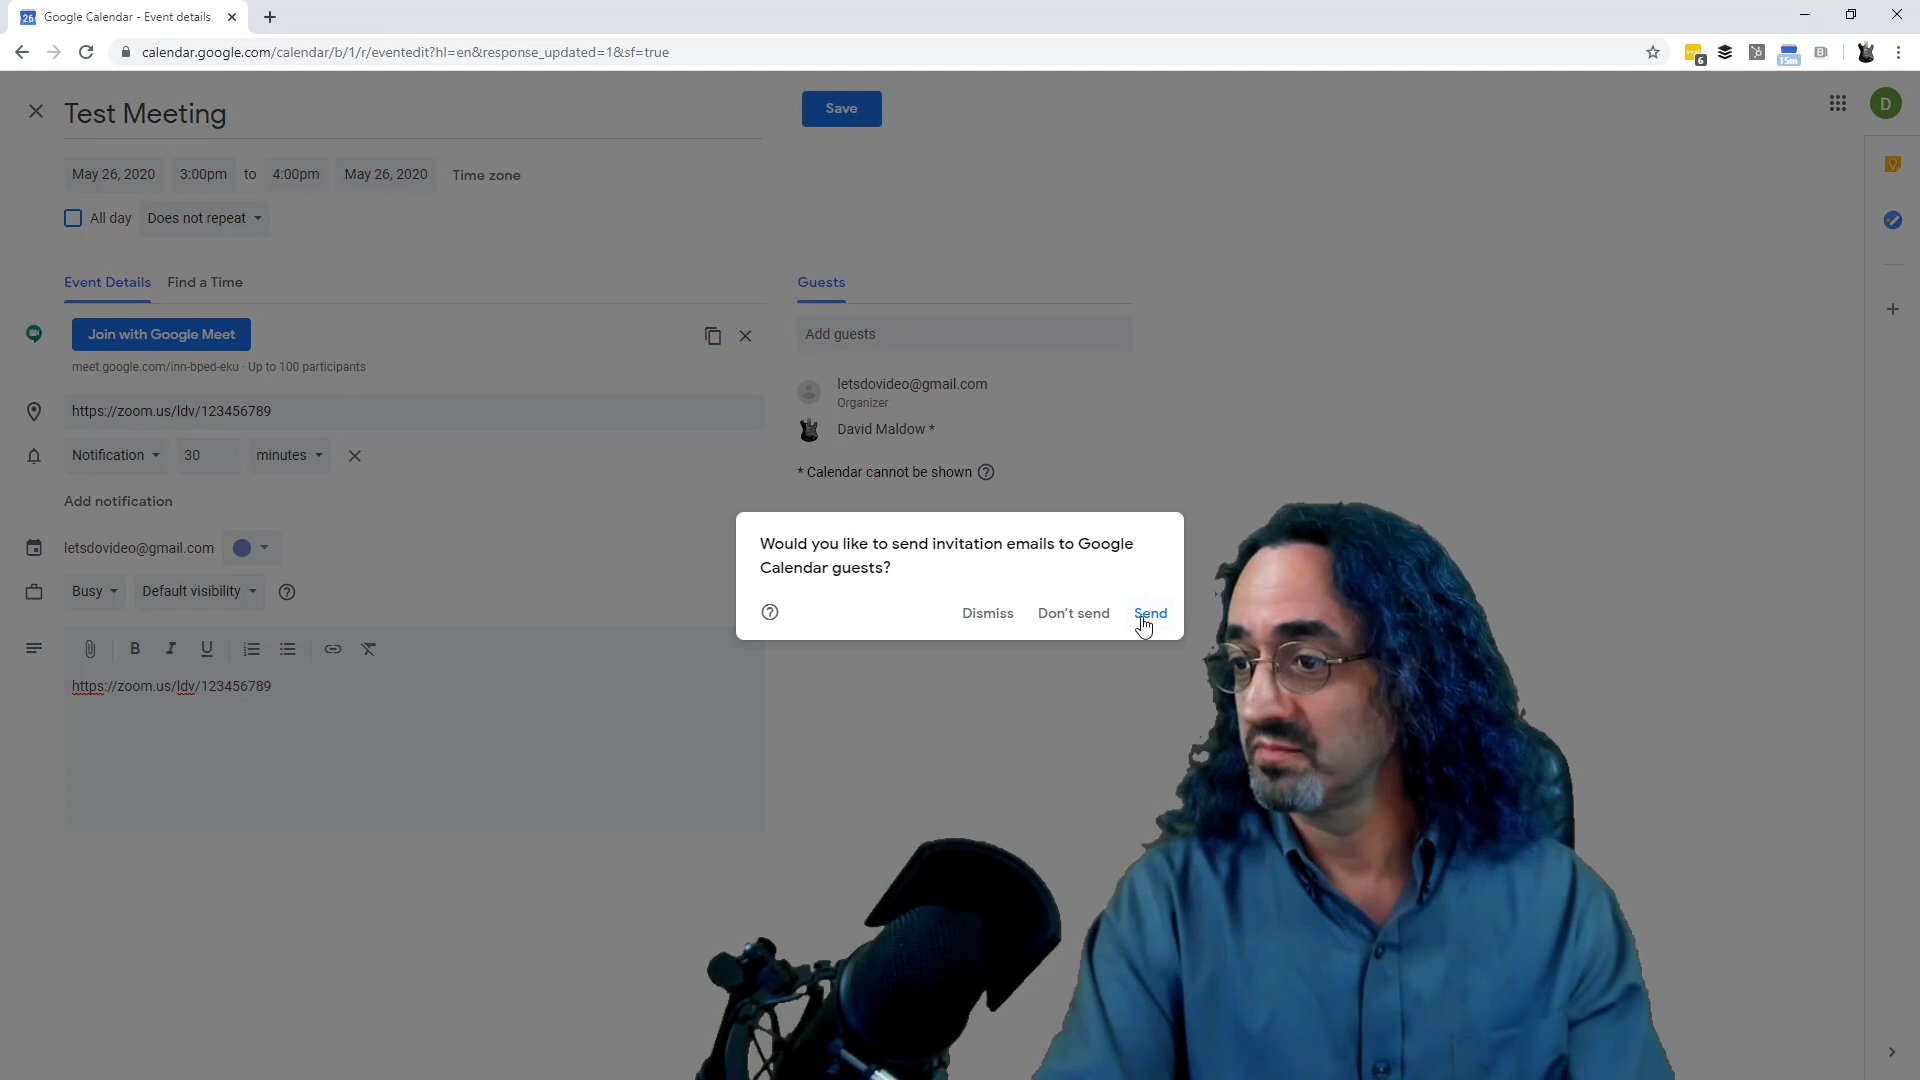 Google Calendar - Event details
calendar.google.com/calendar/b/1/r/eventedit?hl=en&response_updated=1&sf=true
6
15m
Test Meeting
Save
D
May 26, 2020 3:00pm to 4:00pm May 26, 2020 Time zone
All day Does not repeat
Event Details Find a Time
Guests
Join with Google Meet
meet.google.com/inn-bped-eku · Up to 100 participants
Add guests
letsdovideo@gmail.com
Organizer
David Maldow *
* Calendar cannot be shown
https://zoom.us/ldv/123456789
Notification 30 minutes
Add notification
letsdovideo@gmail.com
Busy Default visibility
B I U
https://zoom.us/ldv/123456789
Would you like to send invitation emails to Google
Calendar guests?
Dismiss Don't send Send